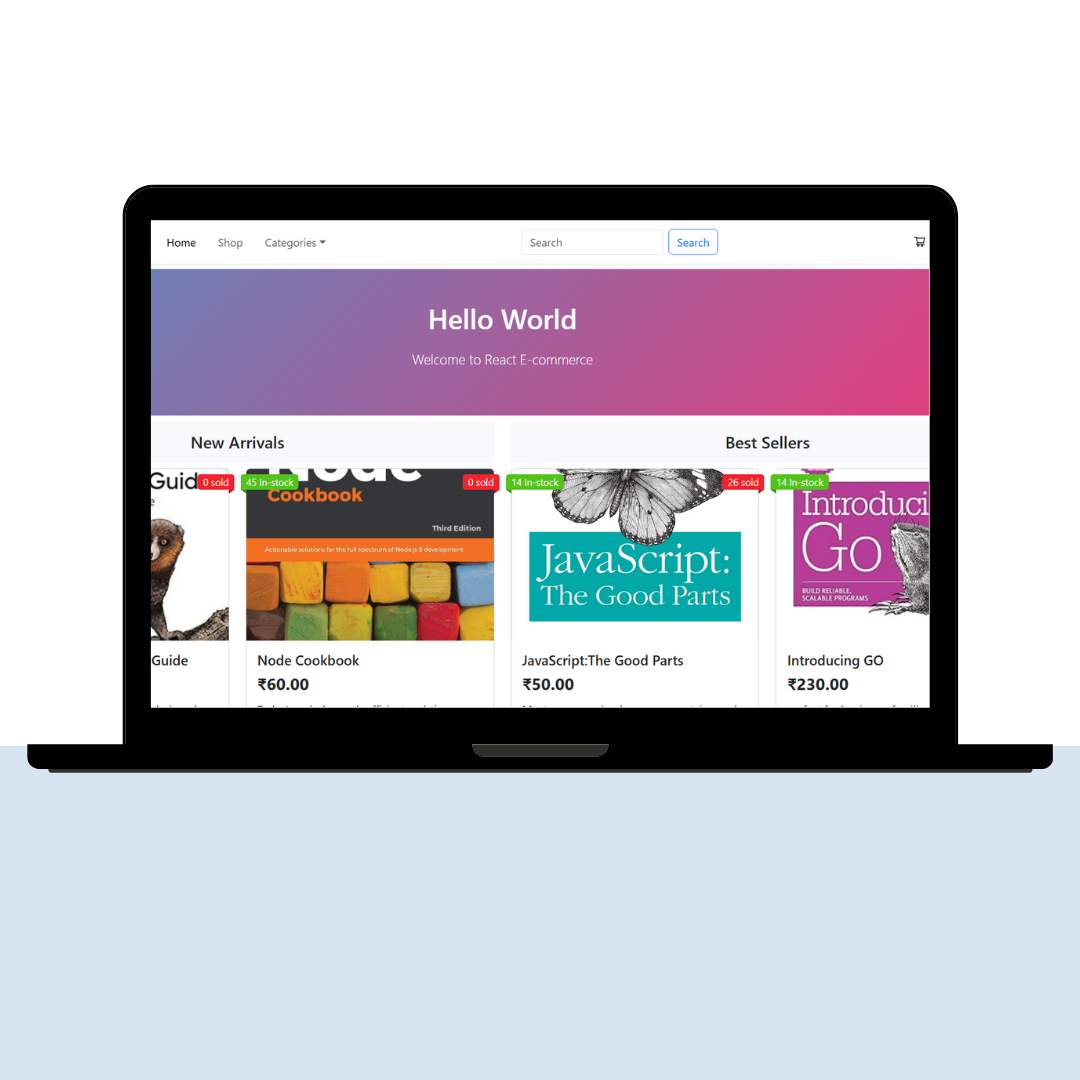 Home
Shop
Categories
Search
Search
Hello World
Welcome to React E-commerce
New Arrivals
Best Sellers
Guide
0 sold
45 In-stock
0 sold
Node
Cookbook
Third Edition
Actionable solutions for the full spectrum of Node.js 8 development
14 In-stock
26 sold
JavaScript:
The Good Parts
14 In-stock
Introduci
Go
BUILD RELIABLE,
SCALABLE PROGRAMS
Guide
Node Cookbook
₹60.00
JavaScript:The Good Parts
₹50.00
Introducing GO
₹230.00